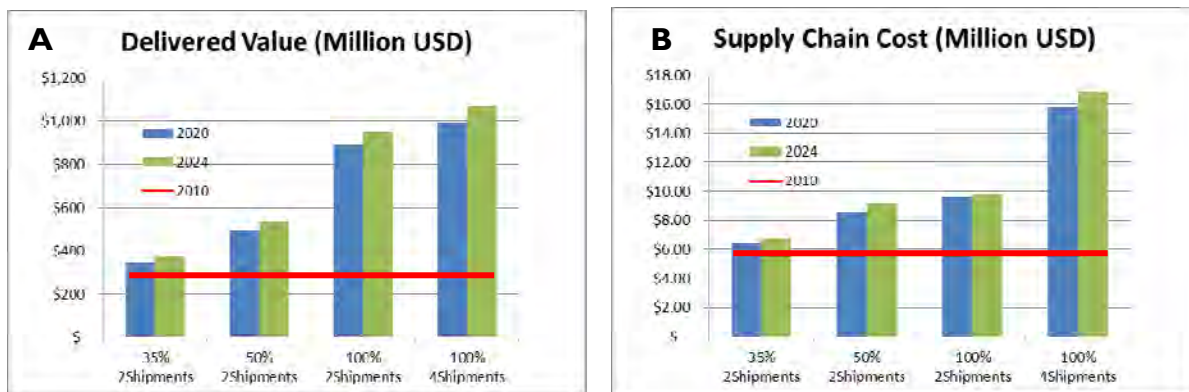 A
Delivered Value (Million USD)
$1,200
$1,000
$800
$600
$400
$200
$
2020
2024
2010
35%
2Shipments
50%
2Shipments
100%
2Shipments
100%
4Shipments
B
Supply Chain Cost (Million USD)
$18.00
$16.00
$14.00
$12.00
$10.00
$8.00
$6.00
$4.00
$2.00
$
2020
2024
2010
35%
2Shipments
50%
2Shipments
100%
2Shipments
100%
4Shipments